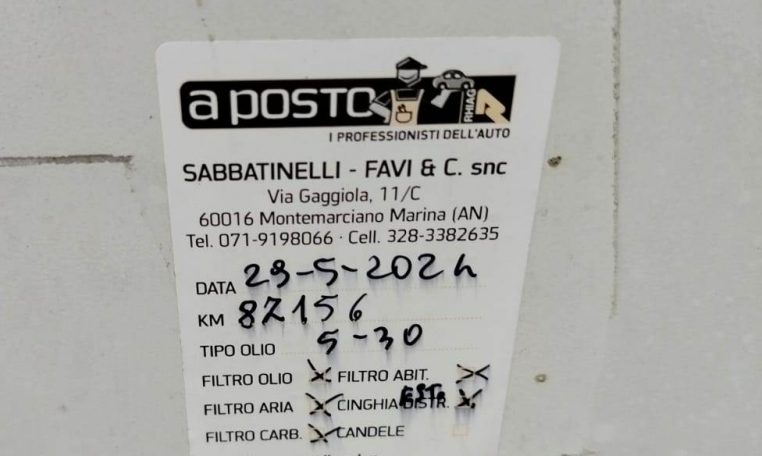 a posto
RHIAG
I PROFESSIONISTI DELL'AUTO
SABBATINELLI - FAVI & C. snc
Via Gaggiola, 11/C
60016 Montemarciano Marina (AN)
Tel. 071-9198066 · Cell. 328-3382635
DATA 29-5-2024
KM 87156
TIPO OLIO 5-30
FILTRO OLIO X FILTRO ABIT. X
FILTRO ARIA X CINGHIA DISTR. X
FILTRO CARB. X CANDELE